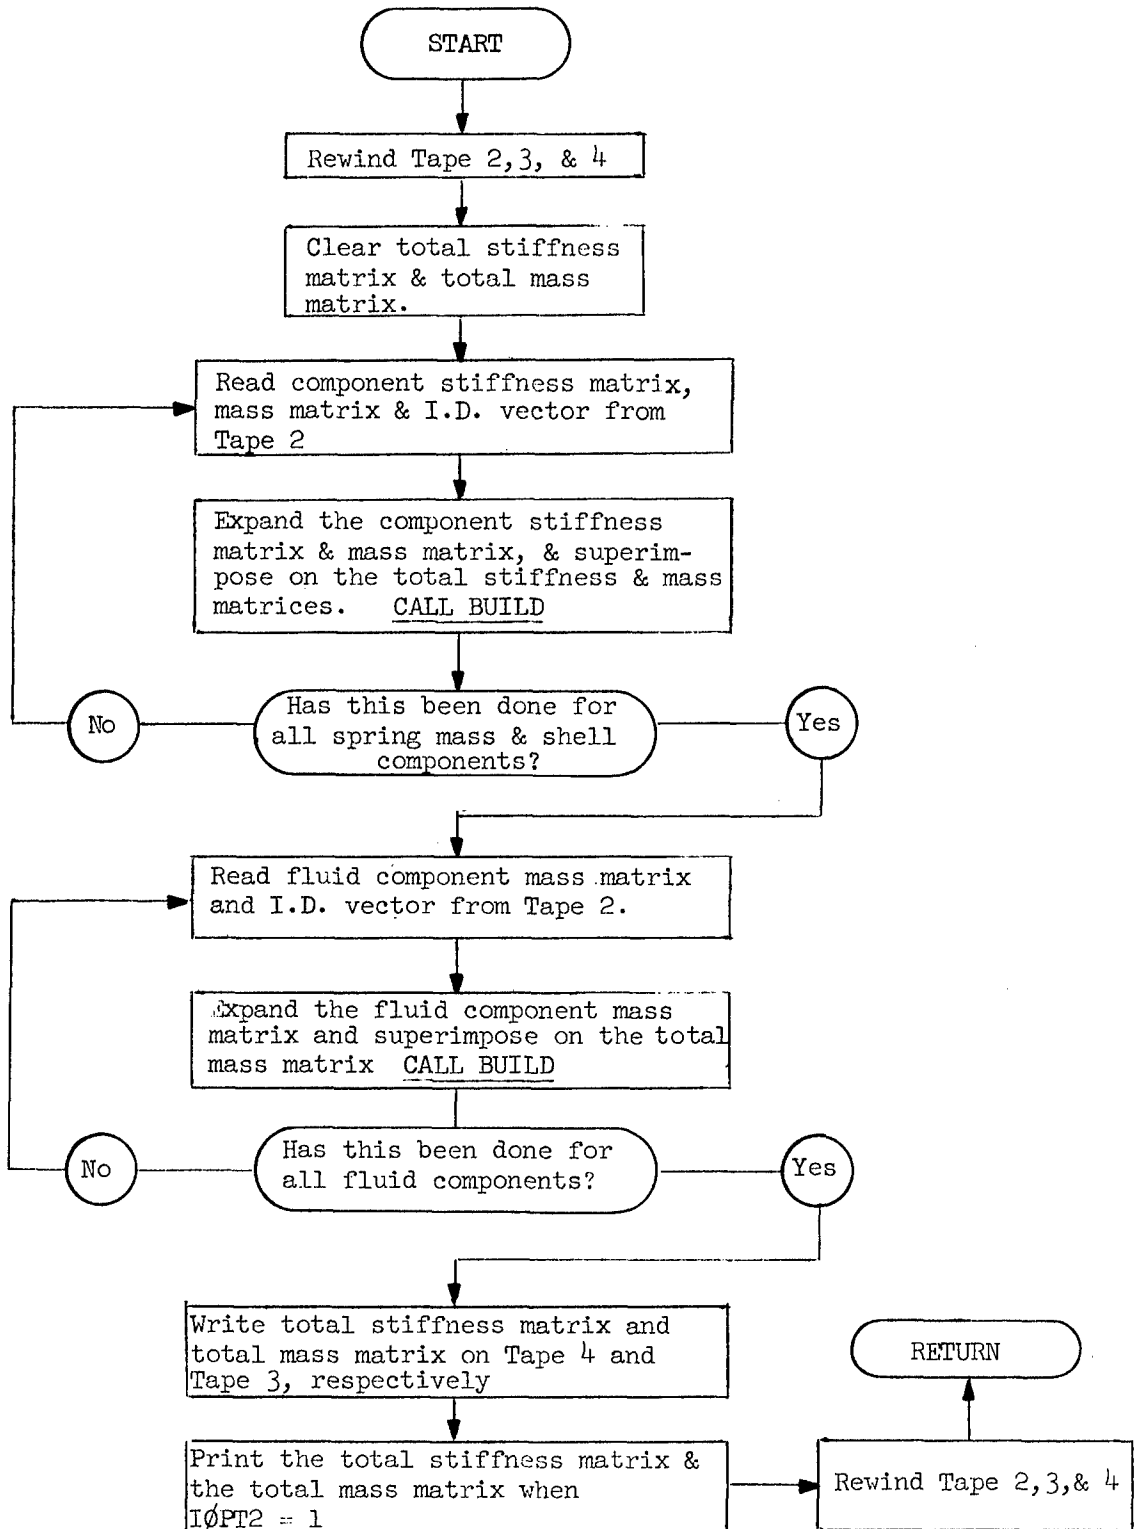 START
Rewind Tape 2,3, & 4
Clear total stiffness
matrix & total mass
matrix.
Read component stiffness matrix,
mass matrix & I.D. vector from
Tape 2
Expand the component stiffness
matrix & mass matrix, & superim-
pose on the total stiffness & mass
matrices. CALL BUILD
No
Has this been done for
all spring mass & shell
components?
Yes
Read fluid component mass matrix
and I.D. vector from Tape 2.
Expand the fluid component mass
matrix and superimpose on the total
mass matrix CALL BUILD
No
Has this been done for
all fluid components?
Yes
Write total stiffness matrix and
total mass matrix on Tape 4 and
Tape 3, respectively
Print the total stiffness matrix &
the total mass matrix when
IØPT2 = 1
Rewind Tape 2,3,& 4
RETURN